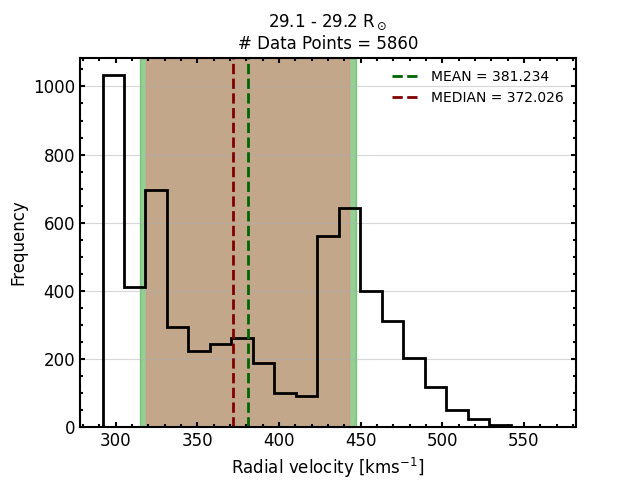 29.1 - 29.2 R⊙
# Data Points = 5860
MEAN = 381.234
MEDIAN = 372.026
Frequency
1000
800
600
400
200
0
300 350 400 450 500 550
Radial velocity [kms⁻¹]